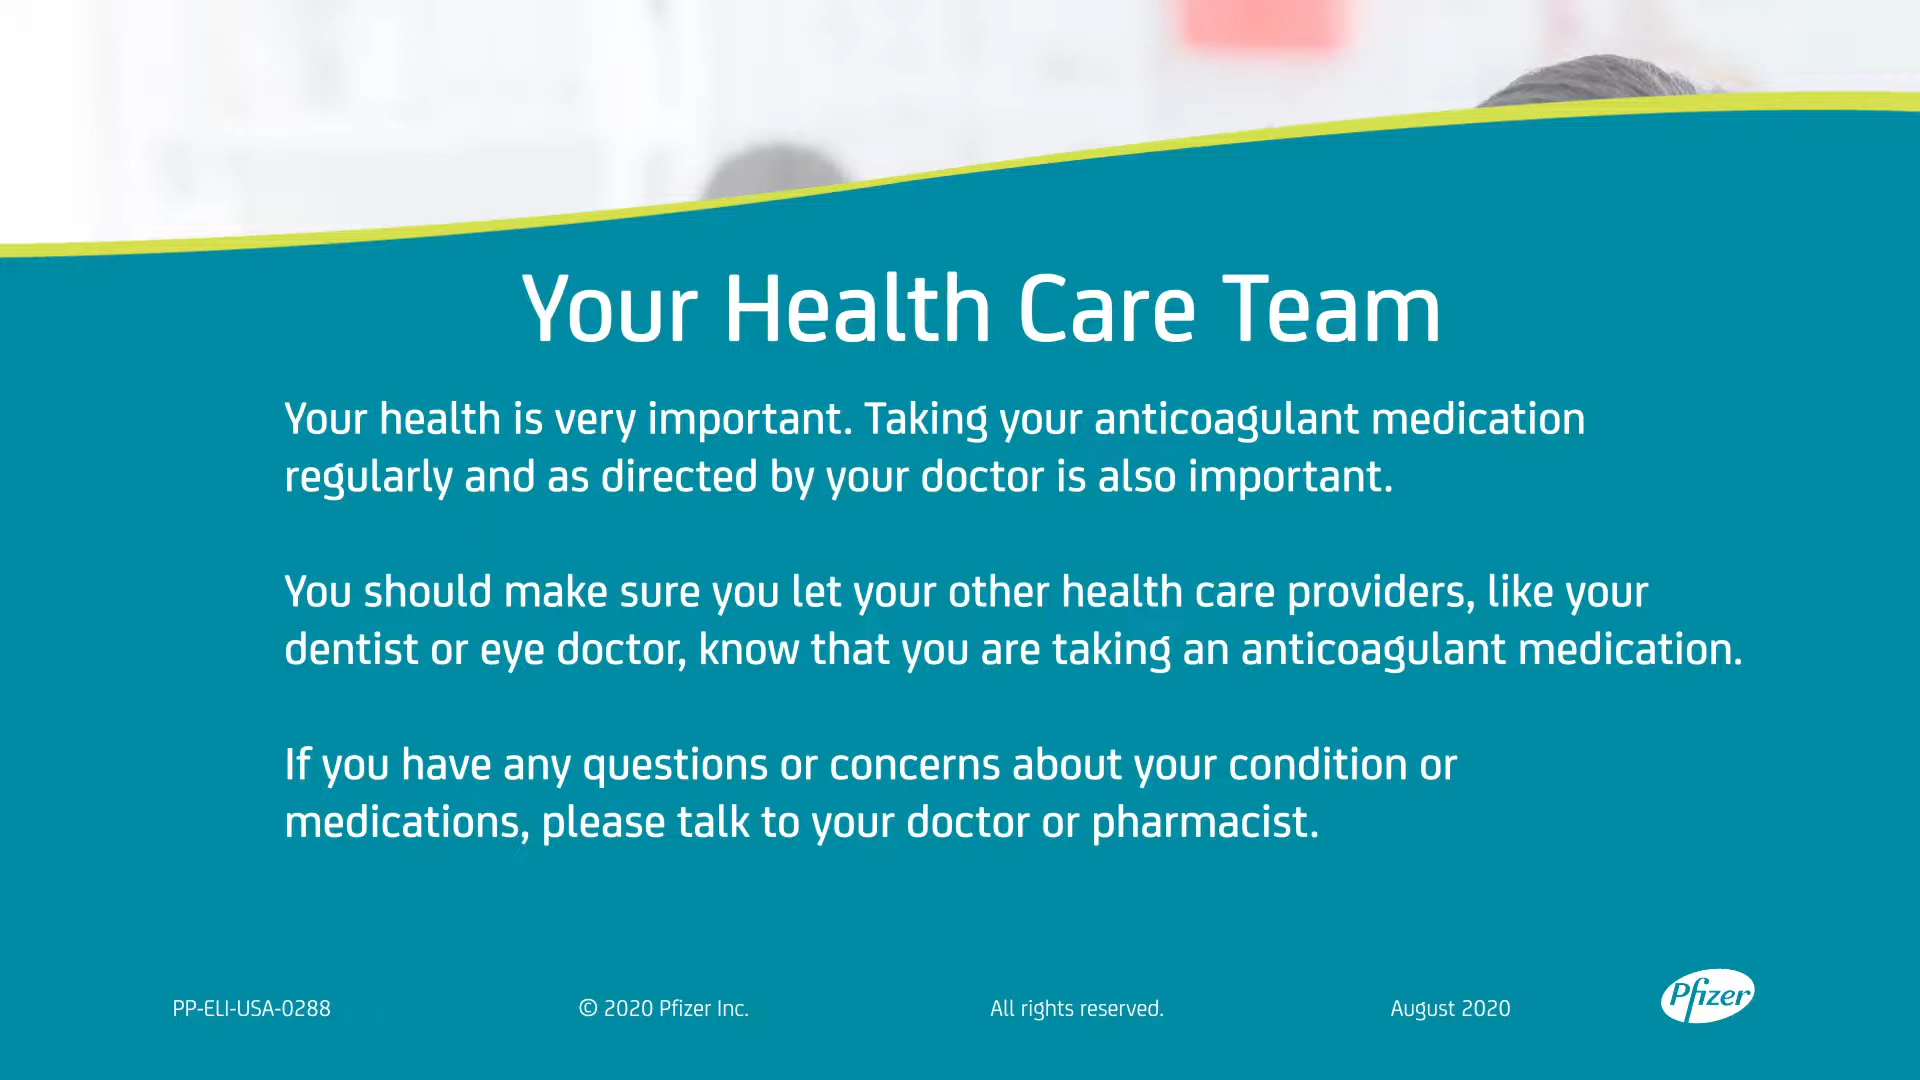 Your Health Care Team
Your health is very important. Taking your anticoagulant medication
regularly and as directed by your doctor is also important.
You should make sure you let your other health care providers, like your
dentist or eye doctor, know that you are taking an anticoagulant medication.
If you have any questions or concerns about your condition or
medications, please talk to your doctor or pharmacist.
PP-ELI-USA-0288 © 2020 Pfizer Inc. All rights reserved. August 2020 Pfizer